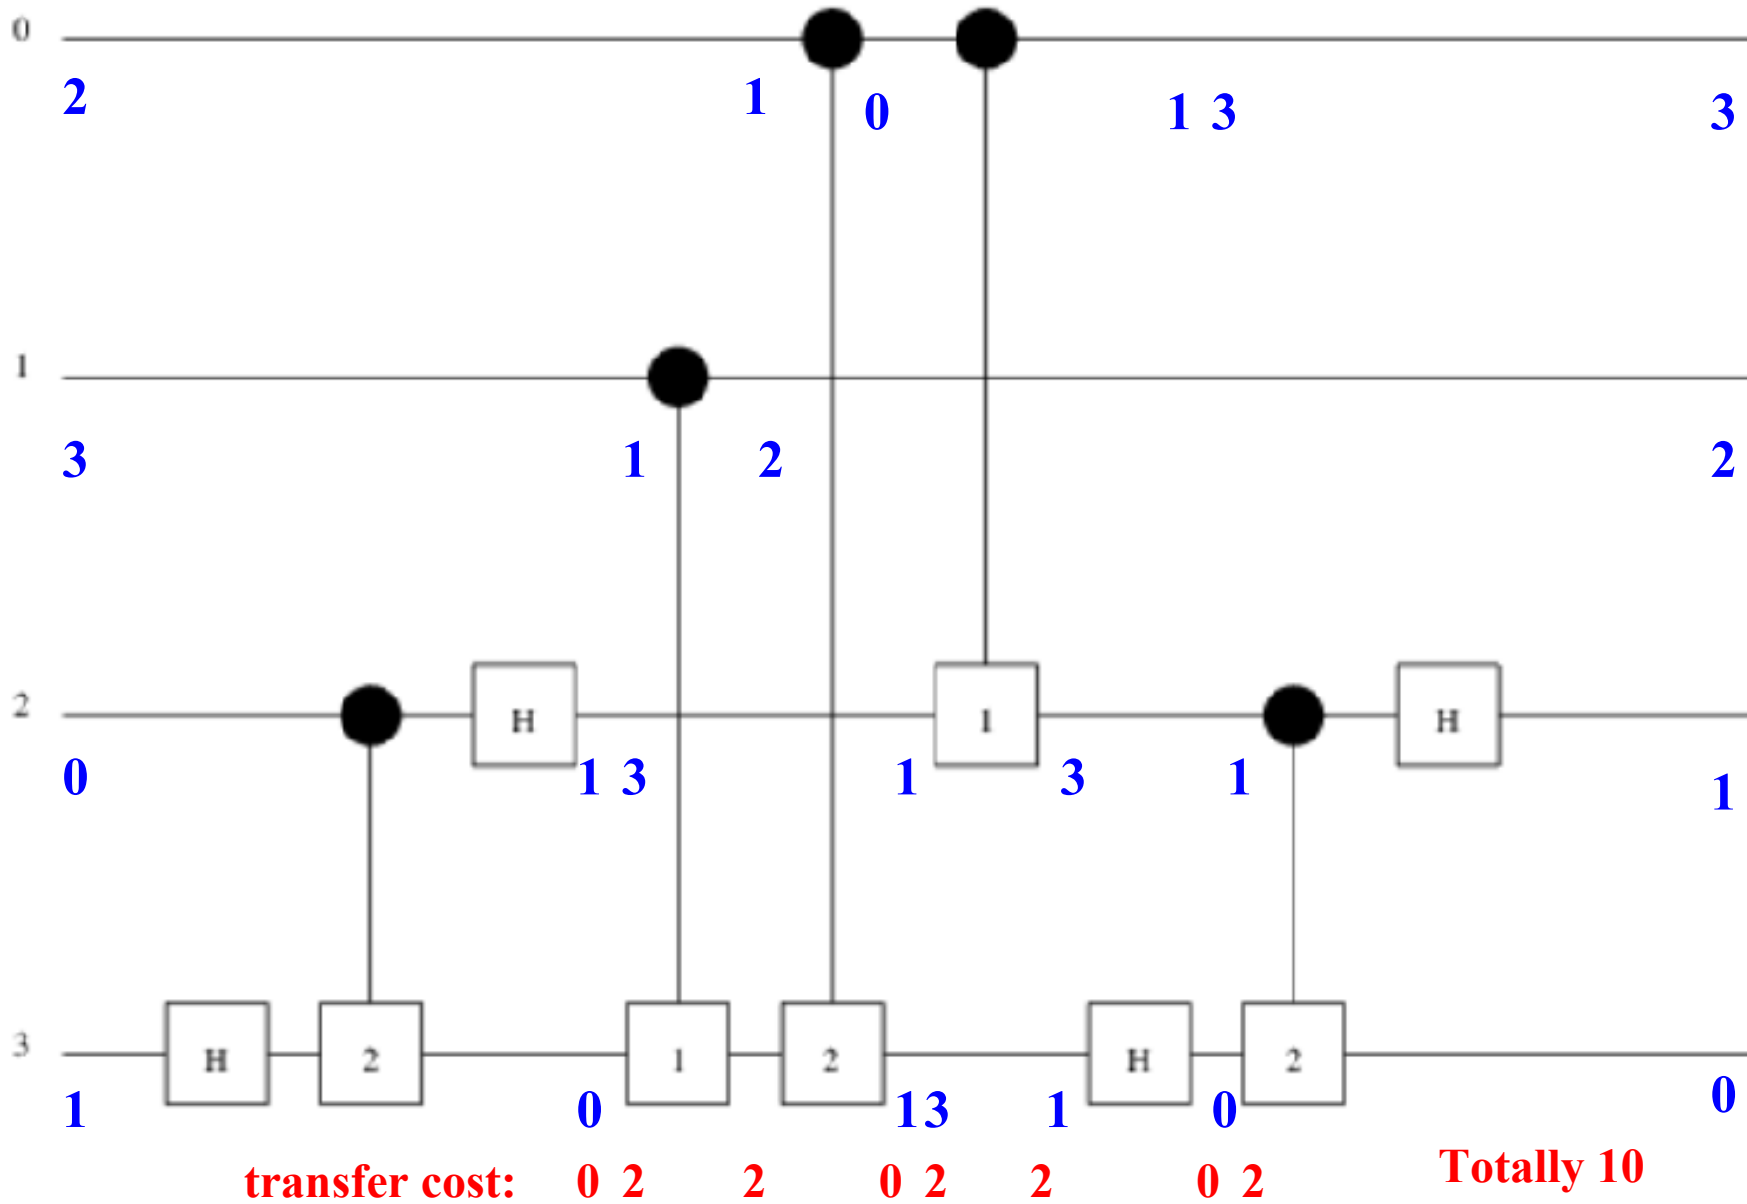 0
2 1 0 1 3 3
1
3 1 2 2
2 H 1 H
0 1 3 1 3 1 1
3 H 2 1 2 H 2
1 0 13 1 0 0
transfer cost: 0 2 2 0 2 2 0 2 Totally 10